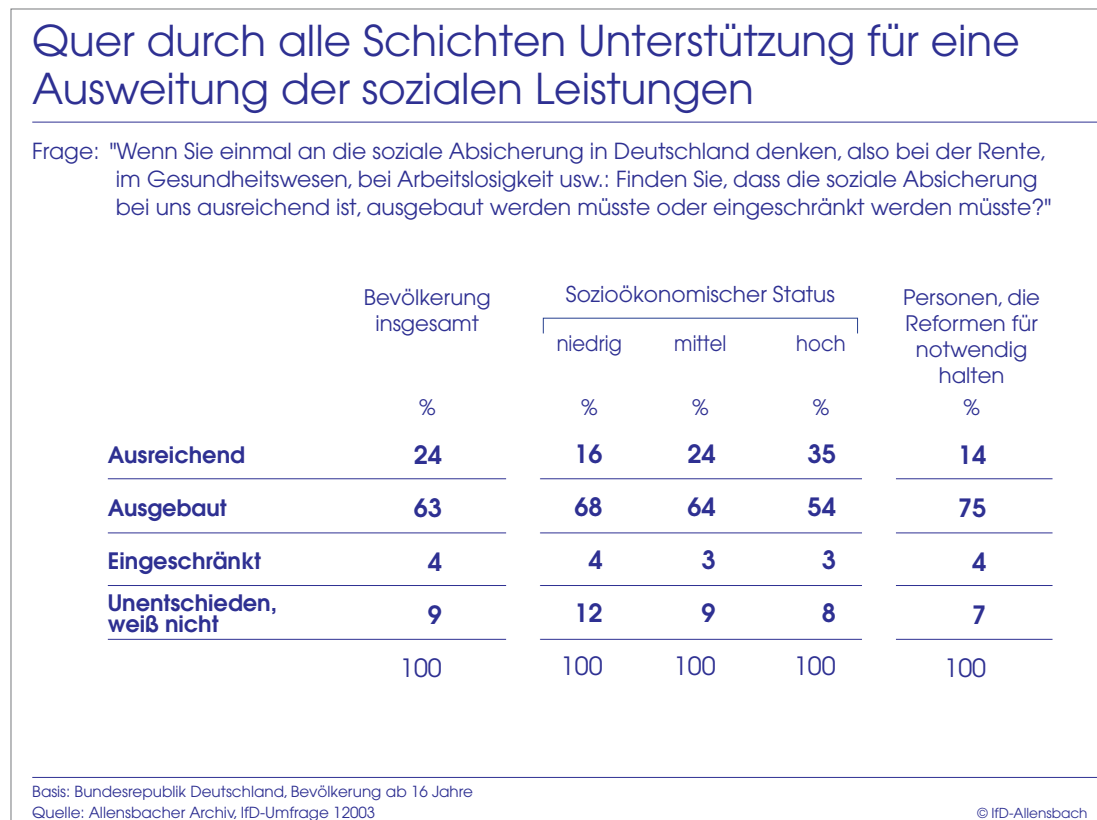 Quer durch alle Schichten Unterstützung für eine
Ausweitung der sozialen Leistungen
Frage: "Wenn Sie einmal an die soziale Absicherung in Deutschland denken, also bei der Rente,
im Gesundheitswesen, bei Arbeitslosigkeit usw.: Finden Sie, dass die soziale Absicherung
bei uns ausreichend ist, ausgebaut werden müsste oder eingeschränkt werden müsste?"
Bevölkerung
insgesamt
Sozioökonomischer Status
niedrig mittel hoch
Personen, die
Reformen für
notwendig
halten
% % % % %
Ausreichend 24 16 24 35 14
Ausgebaut 63 68 64 54 75
Eingeschränkt 4 4 3 3 4
Unentschieden,
weiß nicht 9 12 9 8 7
100 100 100 100 100
Basis: Bundesrepublik Deutschland, Bevölkerung ab 16 Jahre
Quelle: Allensbacher Archiv, IfD-Umfrage 12003 © IfD-Allensbach